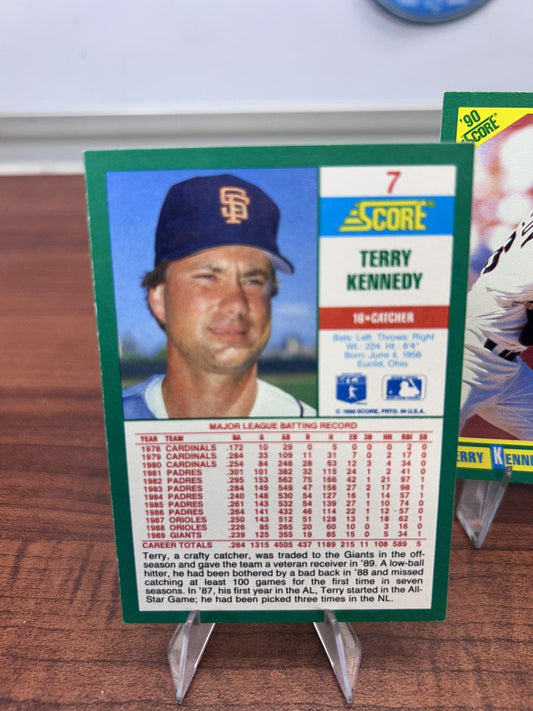 7
SCORE
TERRY
KENNEDY
16•CATCHER
Bats: Left Throws: Right
Wt.: 224 Ht.: 6'4"
Born: June 4, 1956
Euclid, Ohio
© 1990 SCORE, PRTD. IN U.S.A.
SF
MAJOR LEAGUE BATTING RECORD
YEAR TEAM BA G AB R H 2B 3B HR RBI SB
1978 CARDINALS .172 10 29 0 5 0 0 0 2 0
1979 CARDINALS .284 33 109 11 31 7 0 2 17 0
1980 CARDINALS .254 84 248 28 63 12 3 4 34 0
1981 PADRES .301 101 382 32 115 24 1 2 41 0
1982 PADRES .295 153 562 75 166 42 1 21 97 1
1983 PADRES .284 149 549 47 156 27 2 17 98 1
1984 PADRES .240 148 530 54 127 16 1 14 57 1
1985 PADRES .261 143 532 54 139 27 1 10 74 0
1986 PADRES .264 141 432 46 114 22 1 12 57 0
1987 ORIOLES .250 143 512 51 128 13 1 18 62 1
1988 ORIOLES .226 85 265 20 60 10 0 3 16 0
1989 GIANTS .239 125 355 19 85 15 0 5 34 1
CAREER TOTALS .264 1315 4505 437 1189 215 11 108 589 5
Terry, a crafty catcher, was traded to the Giants in the off-
season and gave the team a veteran receiver in '89. A low-ball
hitter, he had been bothered by a bad back in '88 and missed
catching at least 100 games for the first time in seven
seasons. In '87, his first year in the AL, Terry started in the All-
Star Game; he had been picked three times in the NL.
'90
SCORE
ERRY KENNE